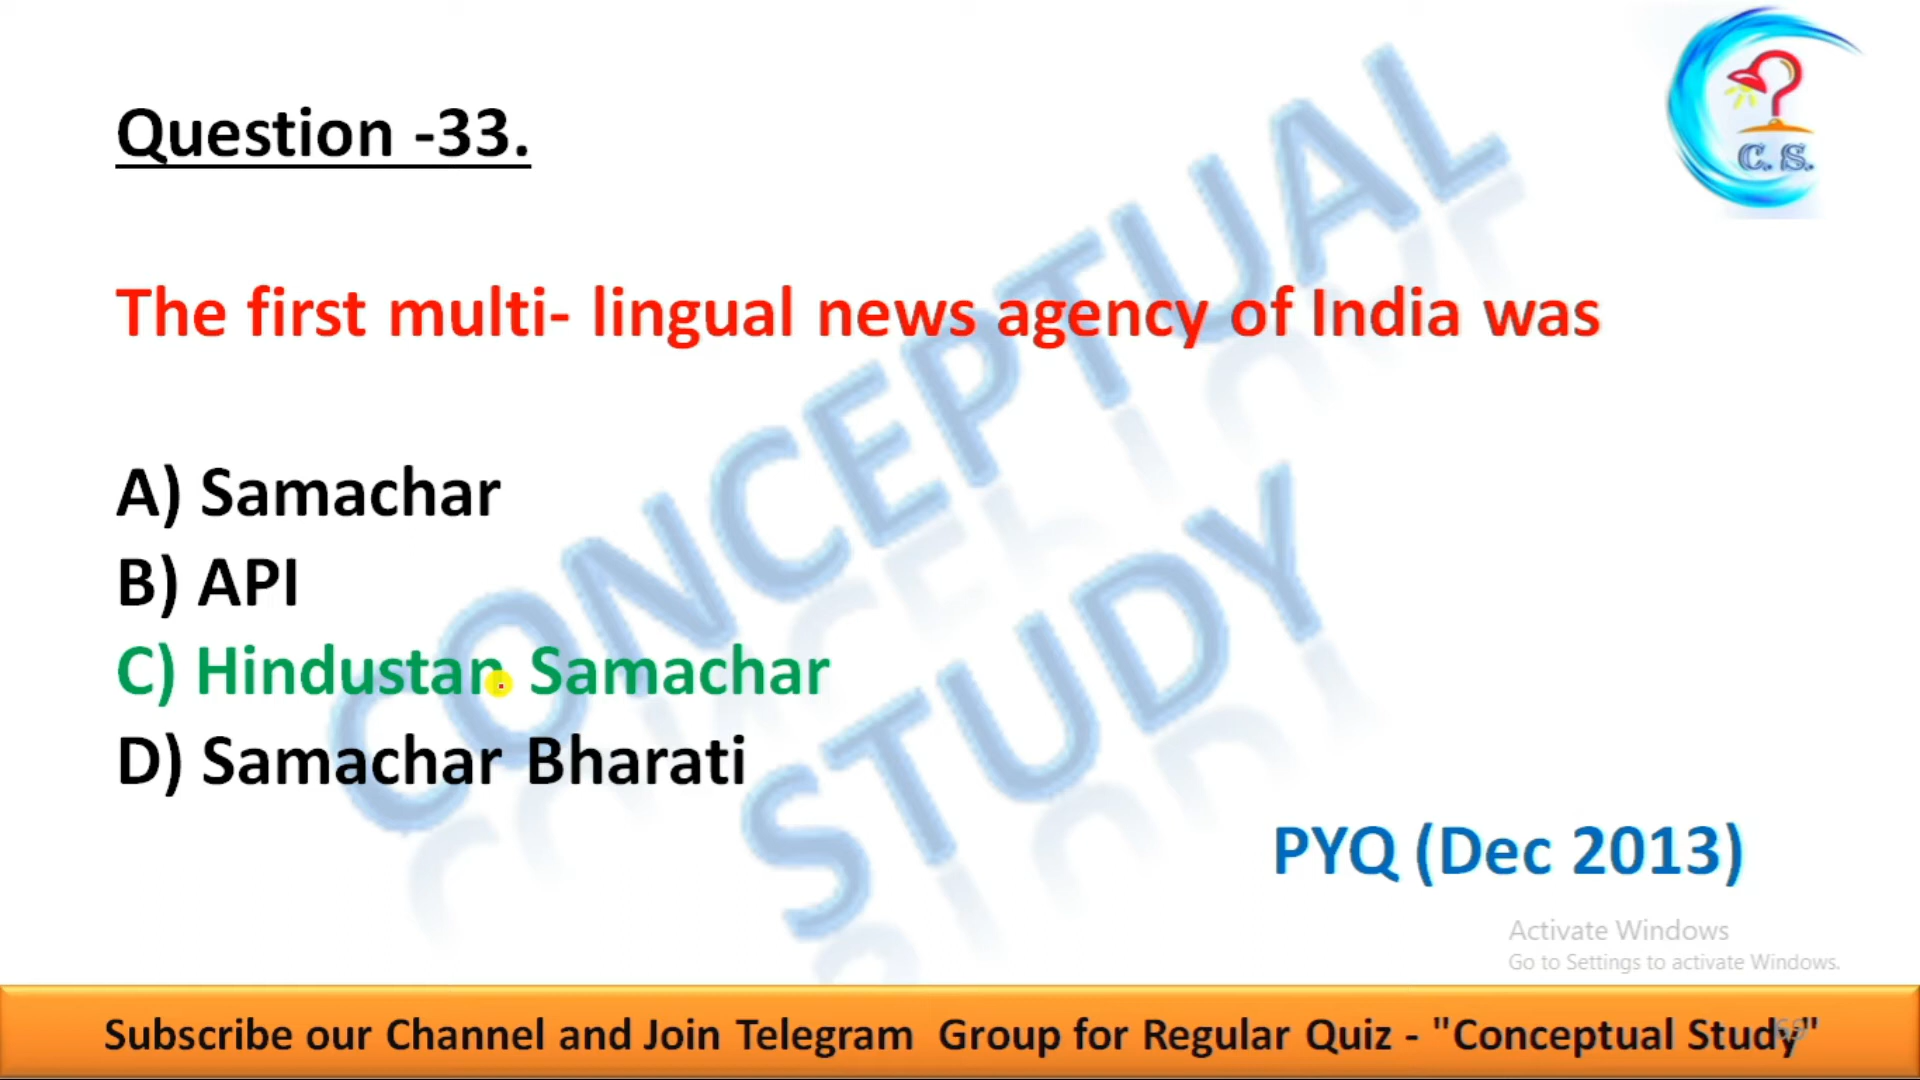 C. S.
Question -33.
The first multi- lingual news agency of India was
A) Samachar
B) API
C) Hindustan Samachar
D) Samachar Bharati
CONCEPTUAL
STUDY
PYQ (Dec 2013)
Activate Windows
Go to Settings to activate Windows.
Subscribe our Channel and Join Telegram Group for Regular Quiz - "Conceptual Study"